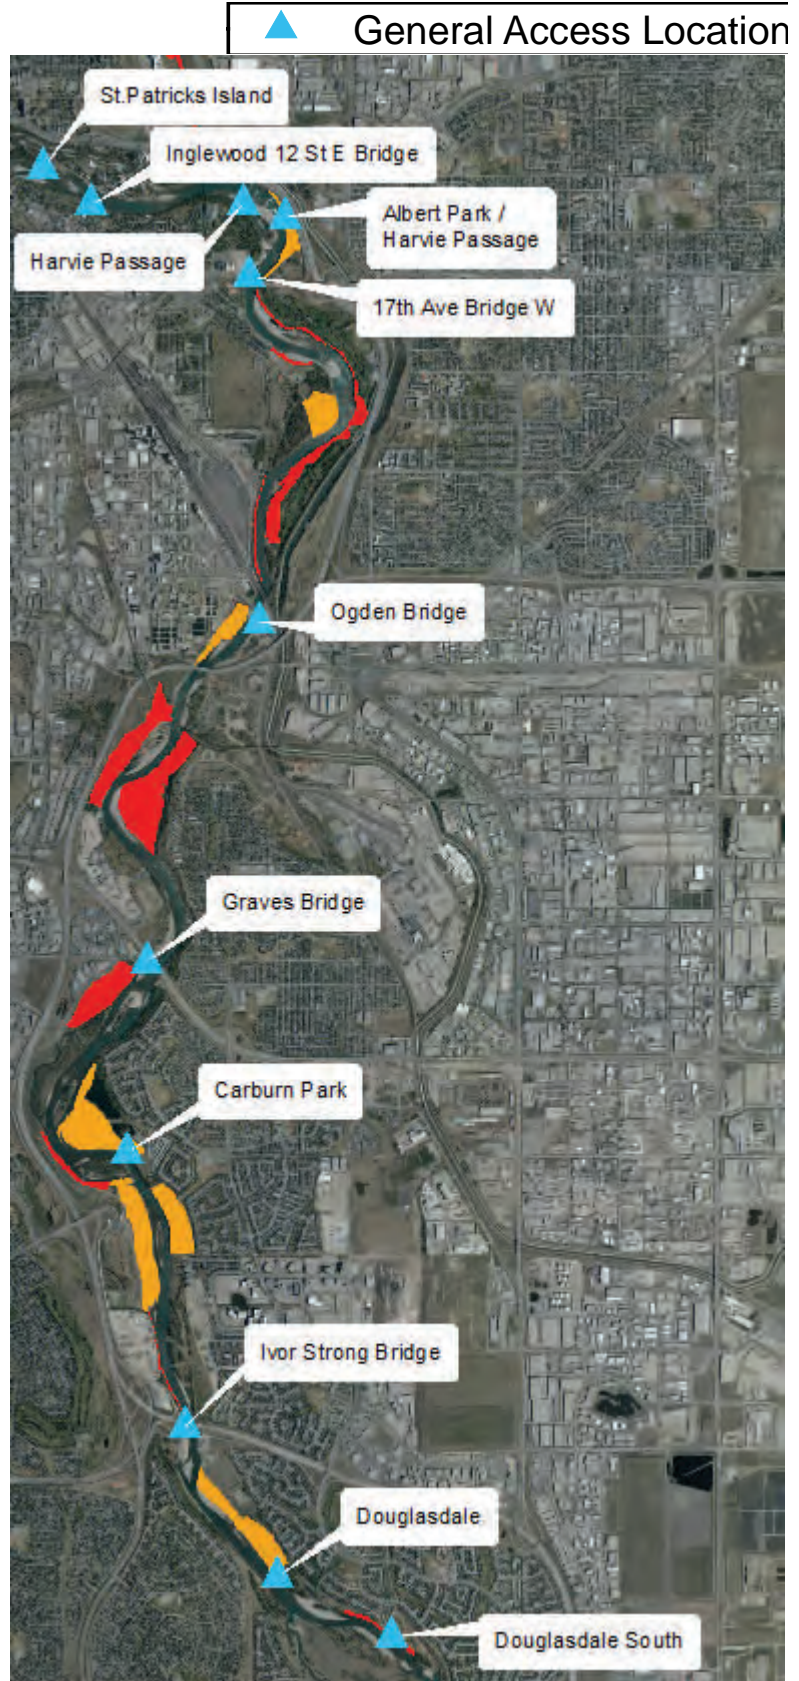 General Access Location
St.Patricks Island
Inglewood 12 St E Bridge
Albert Park /
Harvie Passage
Harvie Passage
17th Ave Bridge W
Ogden Bridge
Graves Bridge
Carburn Park
Ivor Strong Bridge
Douglasdale
Douglasdale South